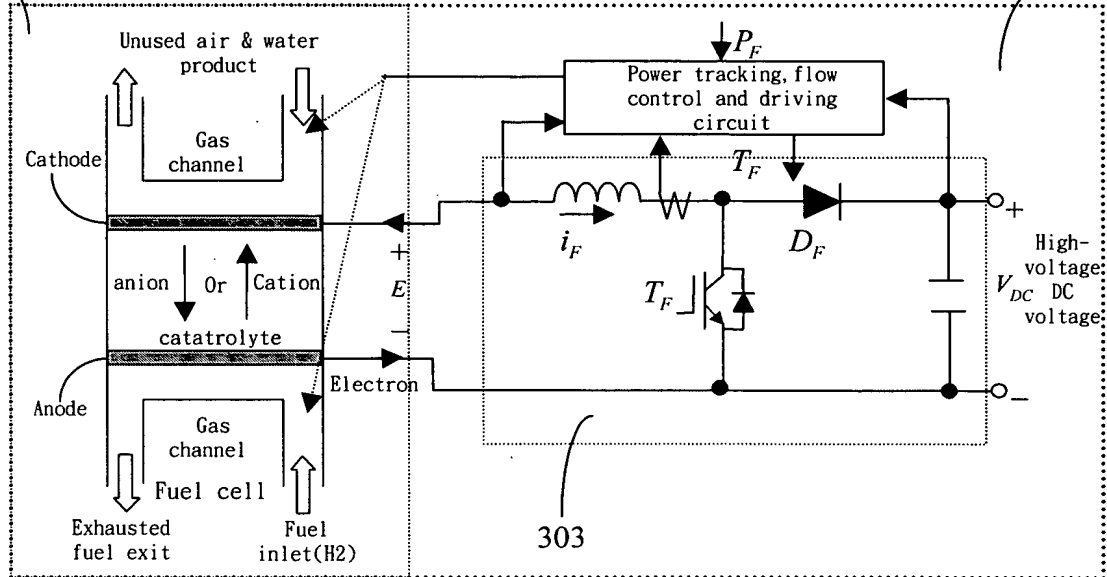 Unused air & water
product
P_F
Power tracking, flow
control and driving
circuit
Gas
channel
Cathode
T_F
+
i_F
D_F
+
High-
voltage
DC
voltage
V_DC
anion
Or
Cation
E
T_F
−
catatrolyte
Electron
−
Anode
Gas
channel
Fuel cell
Exhausted
fuel exit
Fuel
inlet(H2)
303